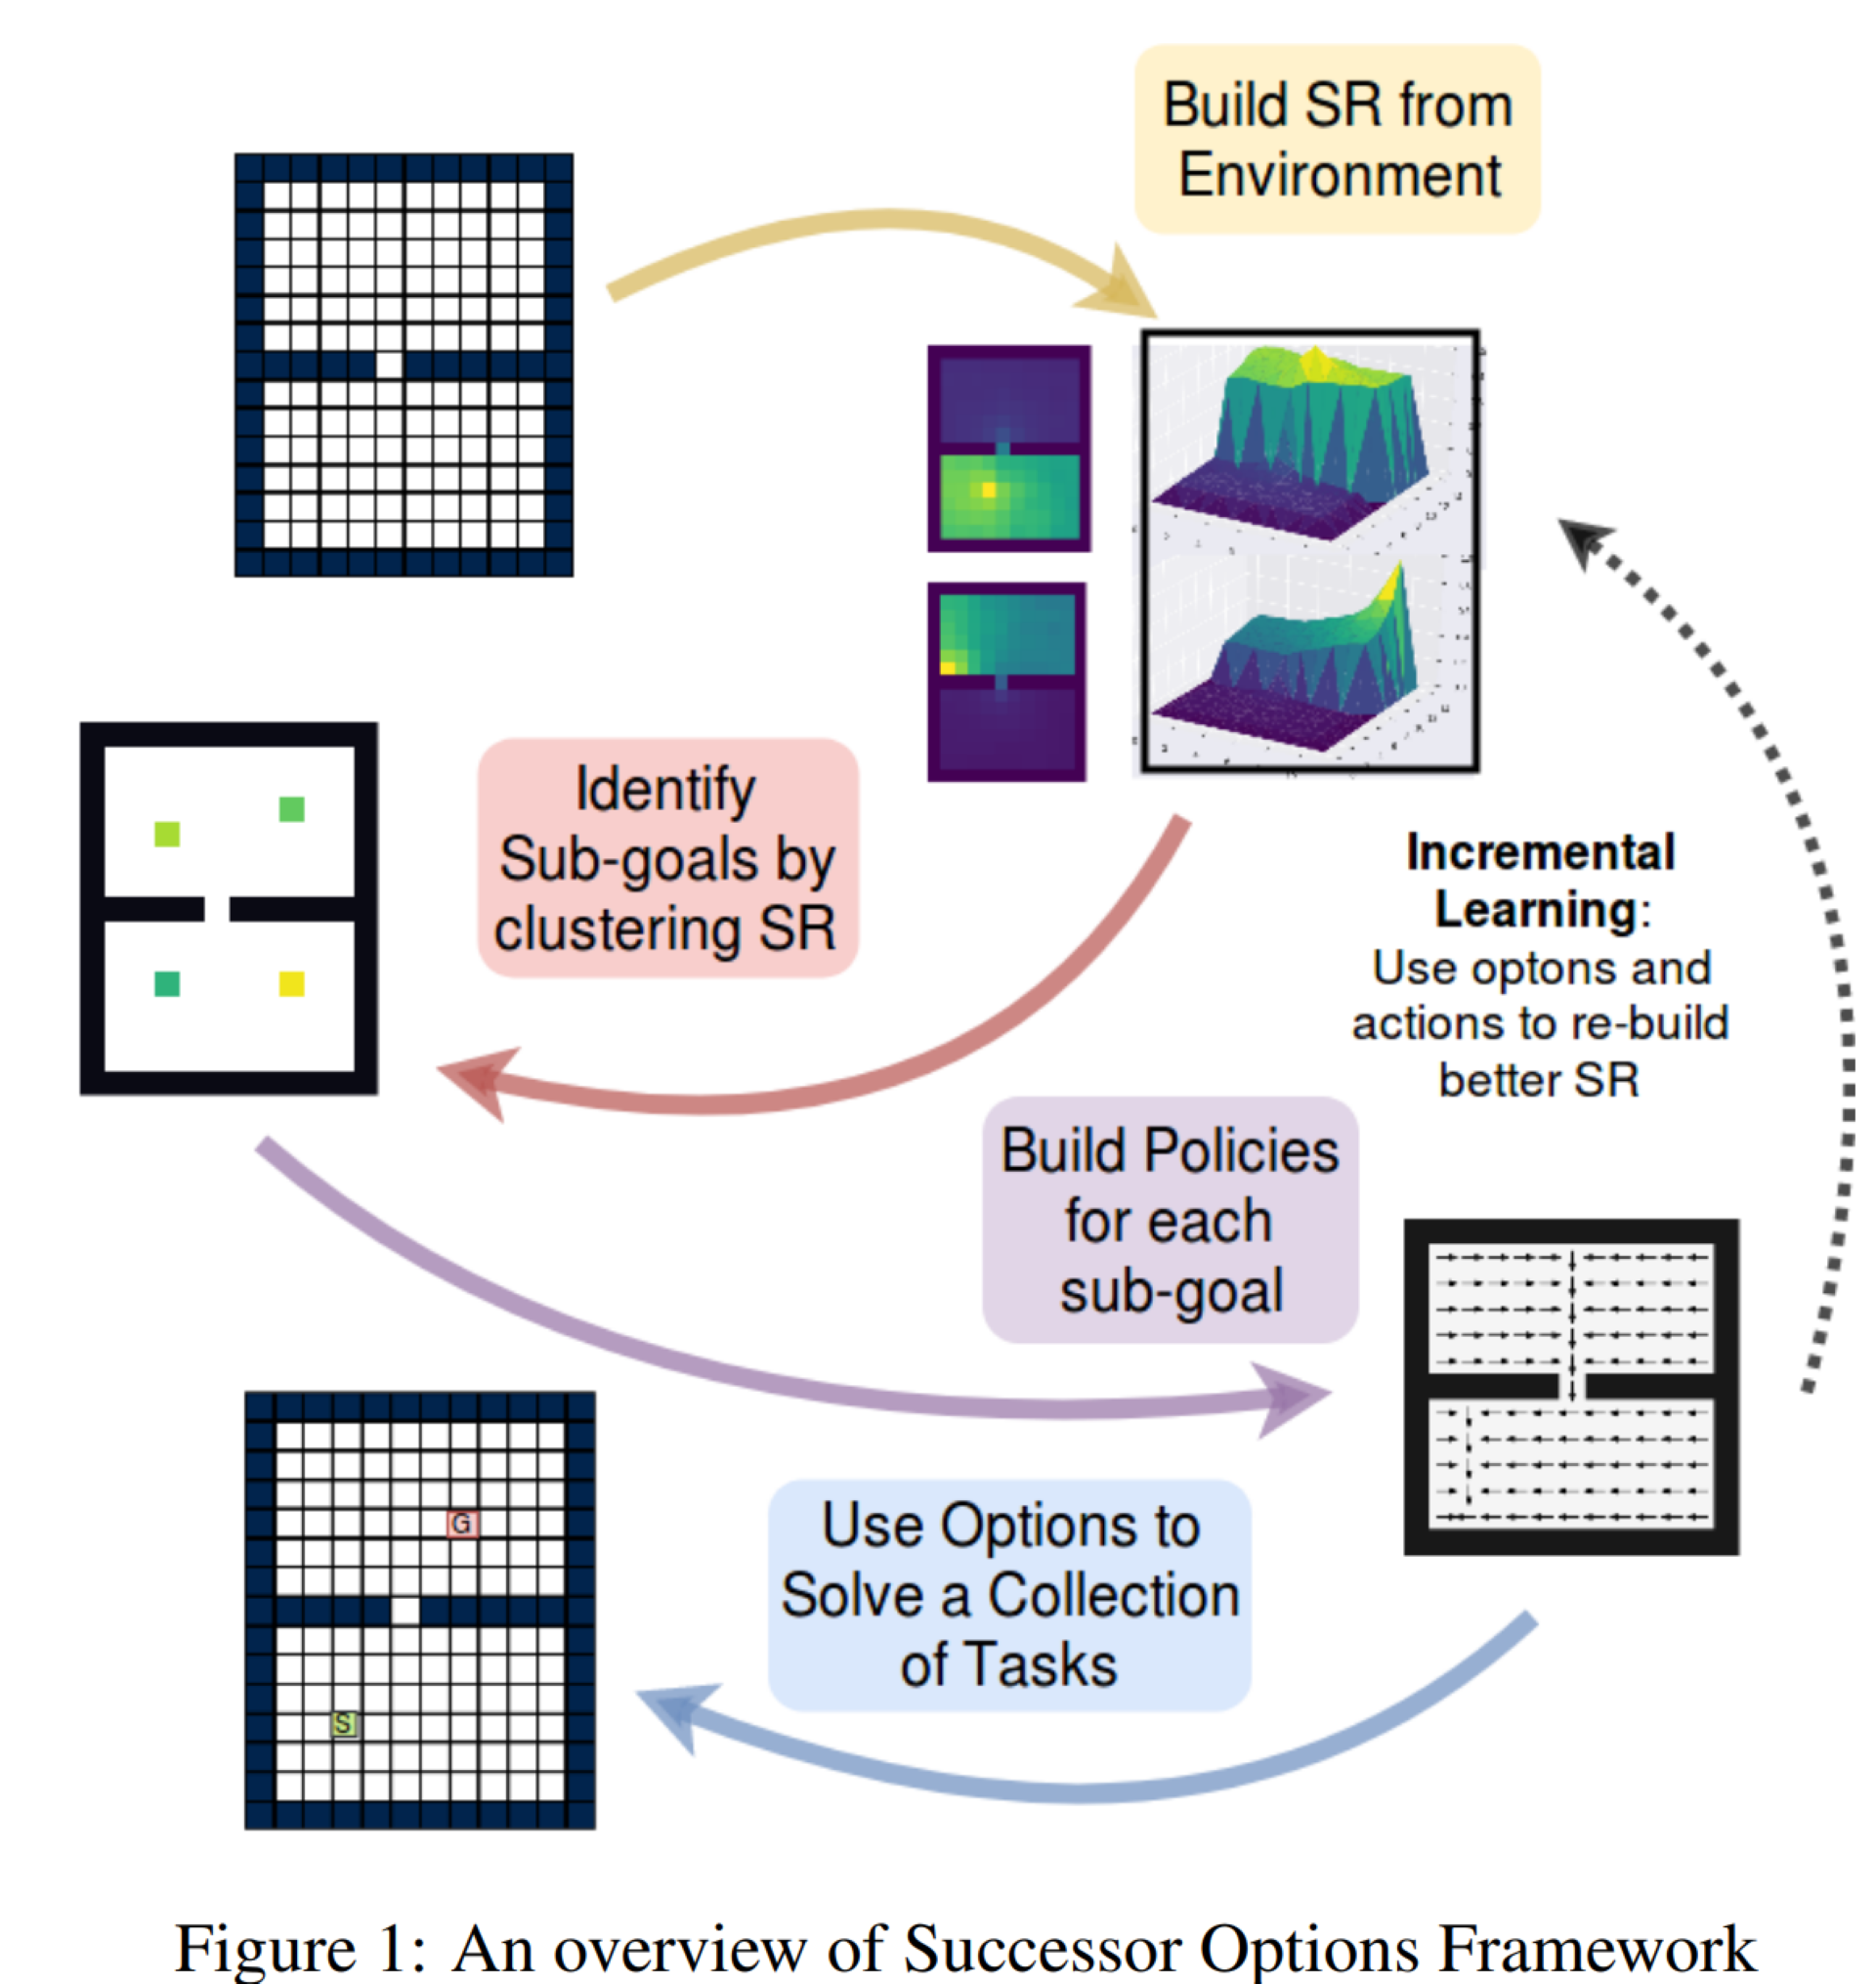 Build SR from
Environment
Identify
Sub-goals by
clustering SR
Incremental
Learning:
Use optons and
actions to re-build
better SR
Build Policies
for each
sub-goal
G
Use Options to
Solve a Collection
of Tasks
S
Figure 1: An overview of Successor Options Framework